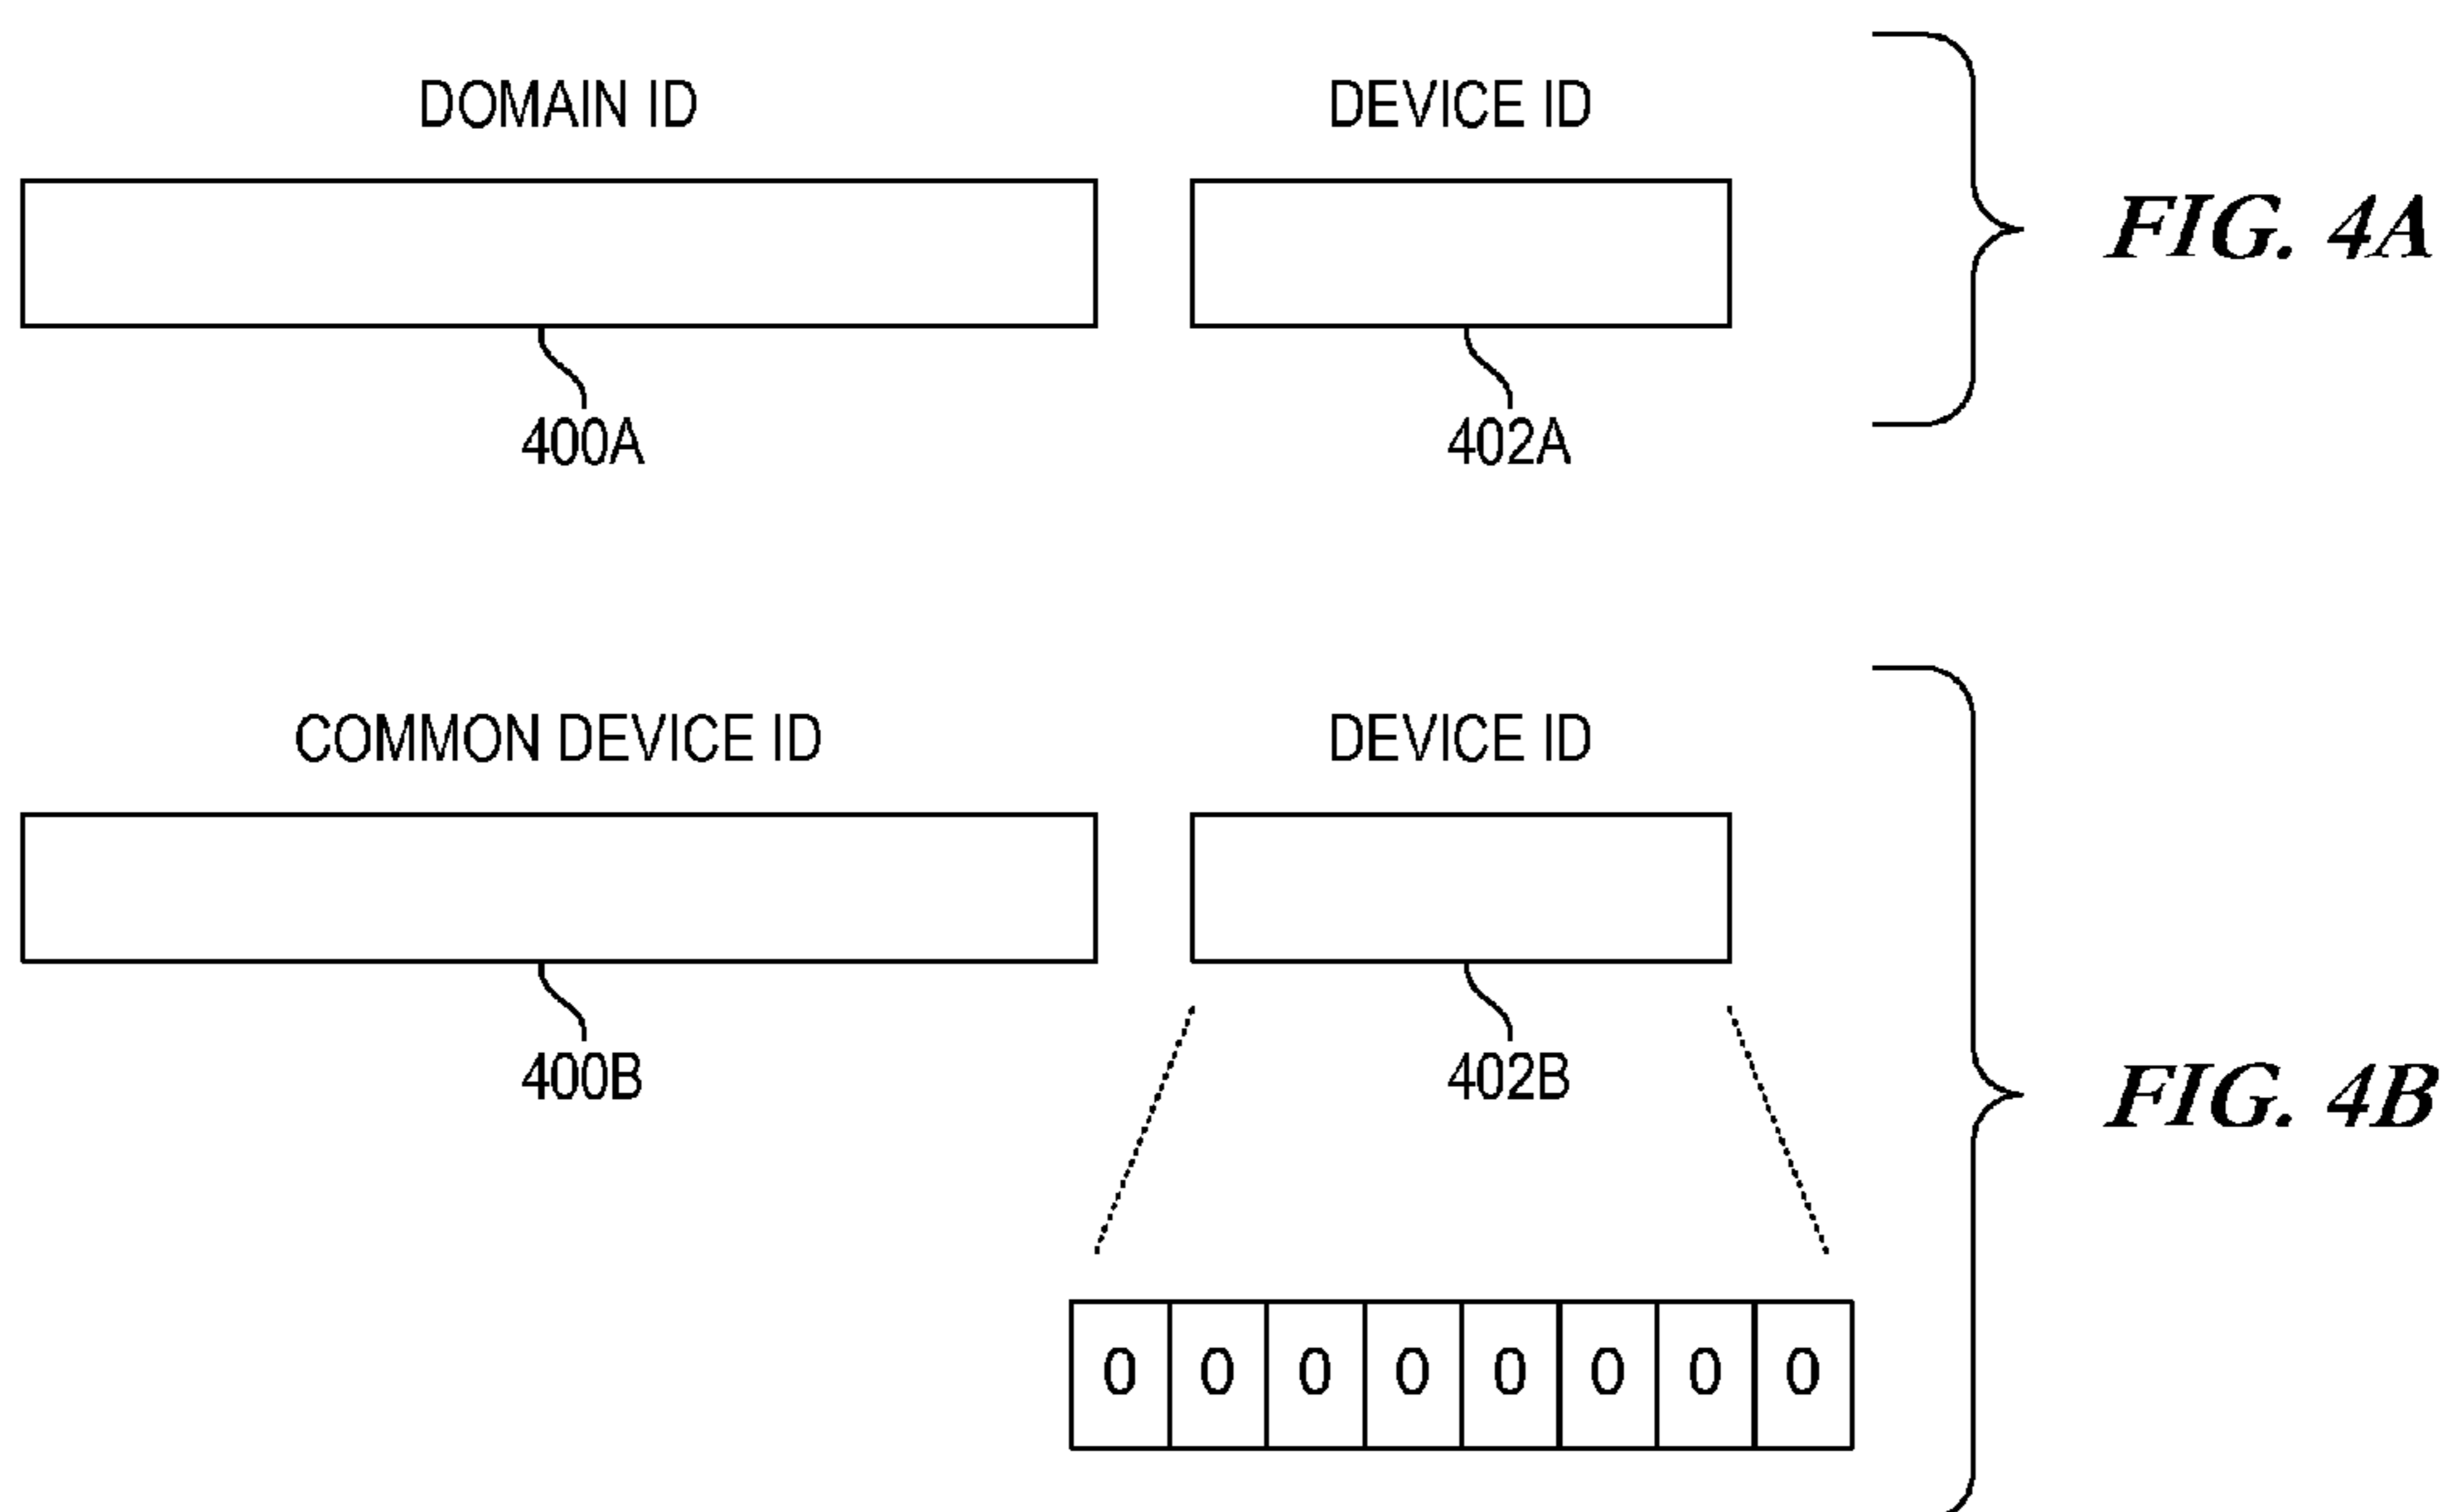 DOMAIN ID DEVICE ID
FIG. 4A
400A 402A
COMMON DEVICE ID DEVICE ID
400B 402B
FIG. 4B
0 0 0 0 0 0 0 0